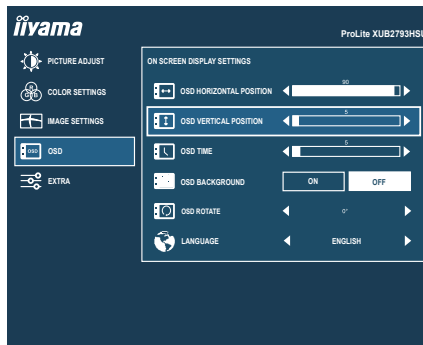 iiyama
ProLite XUB2793HSU
PICTURE ADJUST
COLOR SETTINGS
IMAGE SETTINGS
OSD
EXTRA
ON SCREEN DISPLAY SETTINGS
OSD HORIZONTAL POSITION
90
OSD VERTICAL POSITION
5
OSD TIME
5
OSD BACKGROUND
ON
OFF
OSD ROTATE
0°
LANGUAGE
ENGLISH